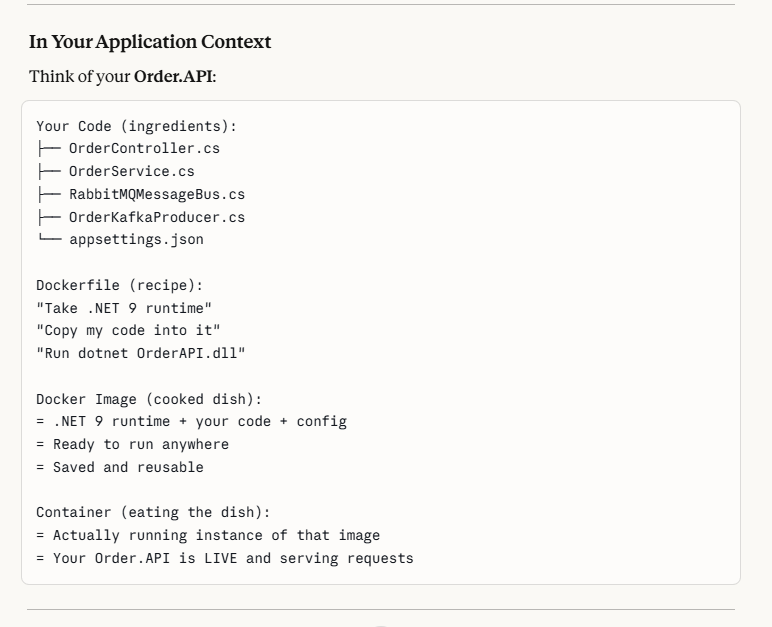 In Your Application Context
Think of your Order.API:
Your Code (ingredients):
├── OrderController.cs
├── OrderService.cs
├── RabbitMQMessageBus.cs
├── OrderKafkaProducer.cs
└── appsettings.json
Dockerfile (recipe):
"Take .NET 9 runtime"
"Copy my code into it"
"Run dotnet OrderAPI.dll"
Docker Image (cooked dish):
= .NET 9 runtime + your code + config
= Ready to run anywhere
= Saved and reusable
Container (eating the dish):
= Actually running instance of that image
= Your Order.API is LIVE and serving requests